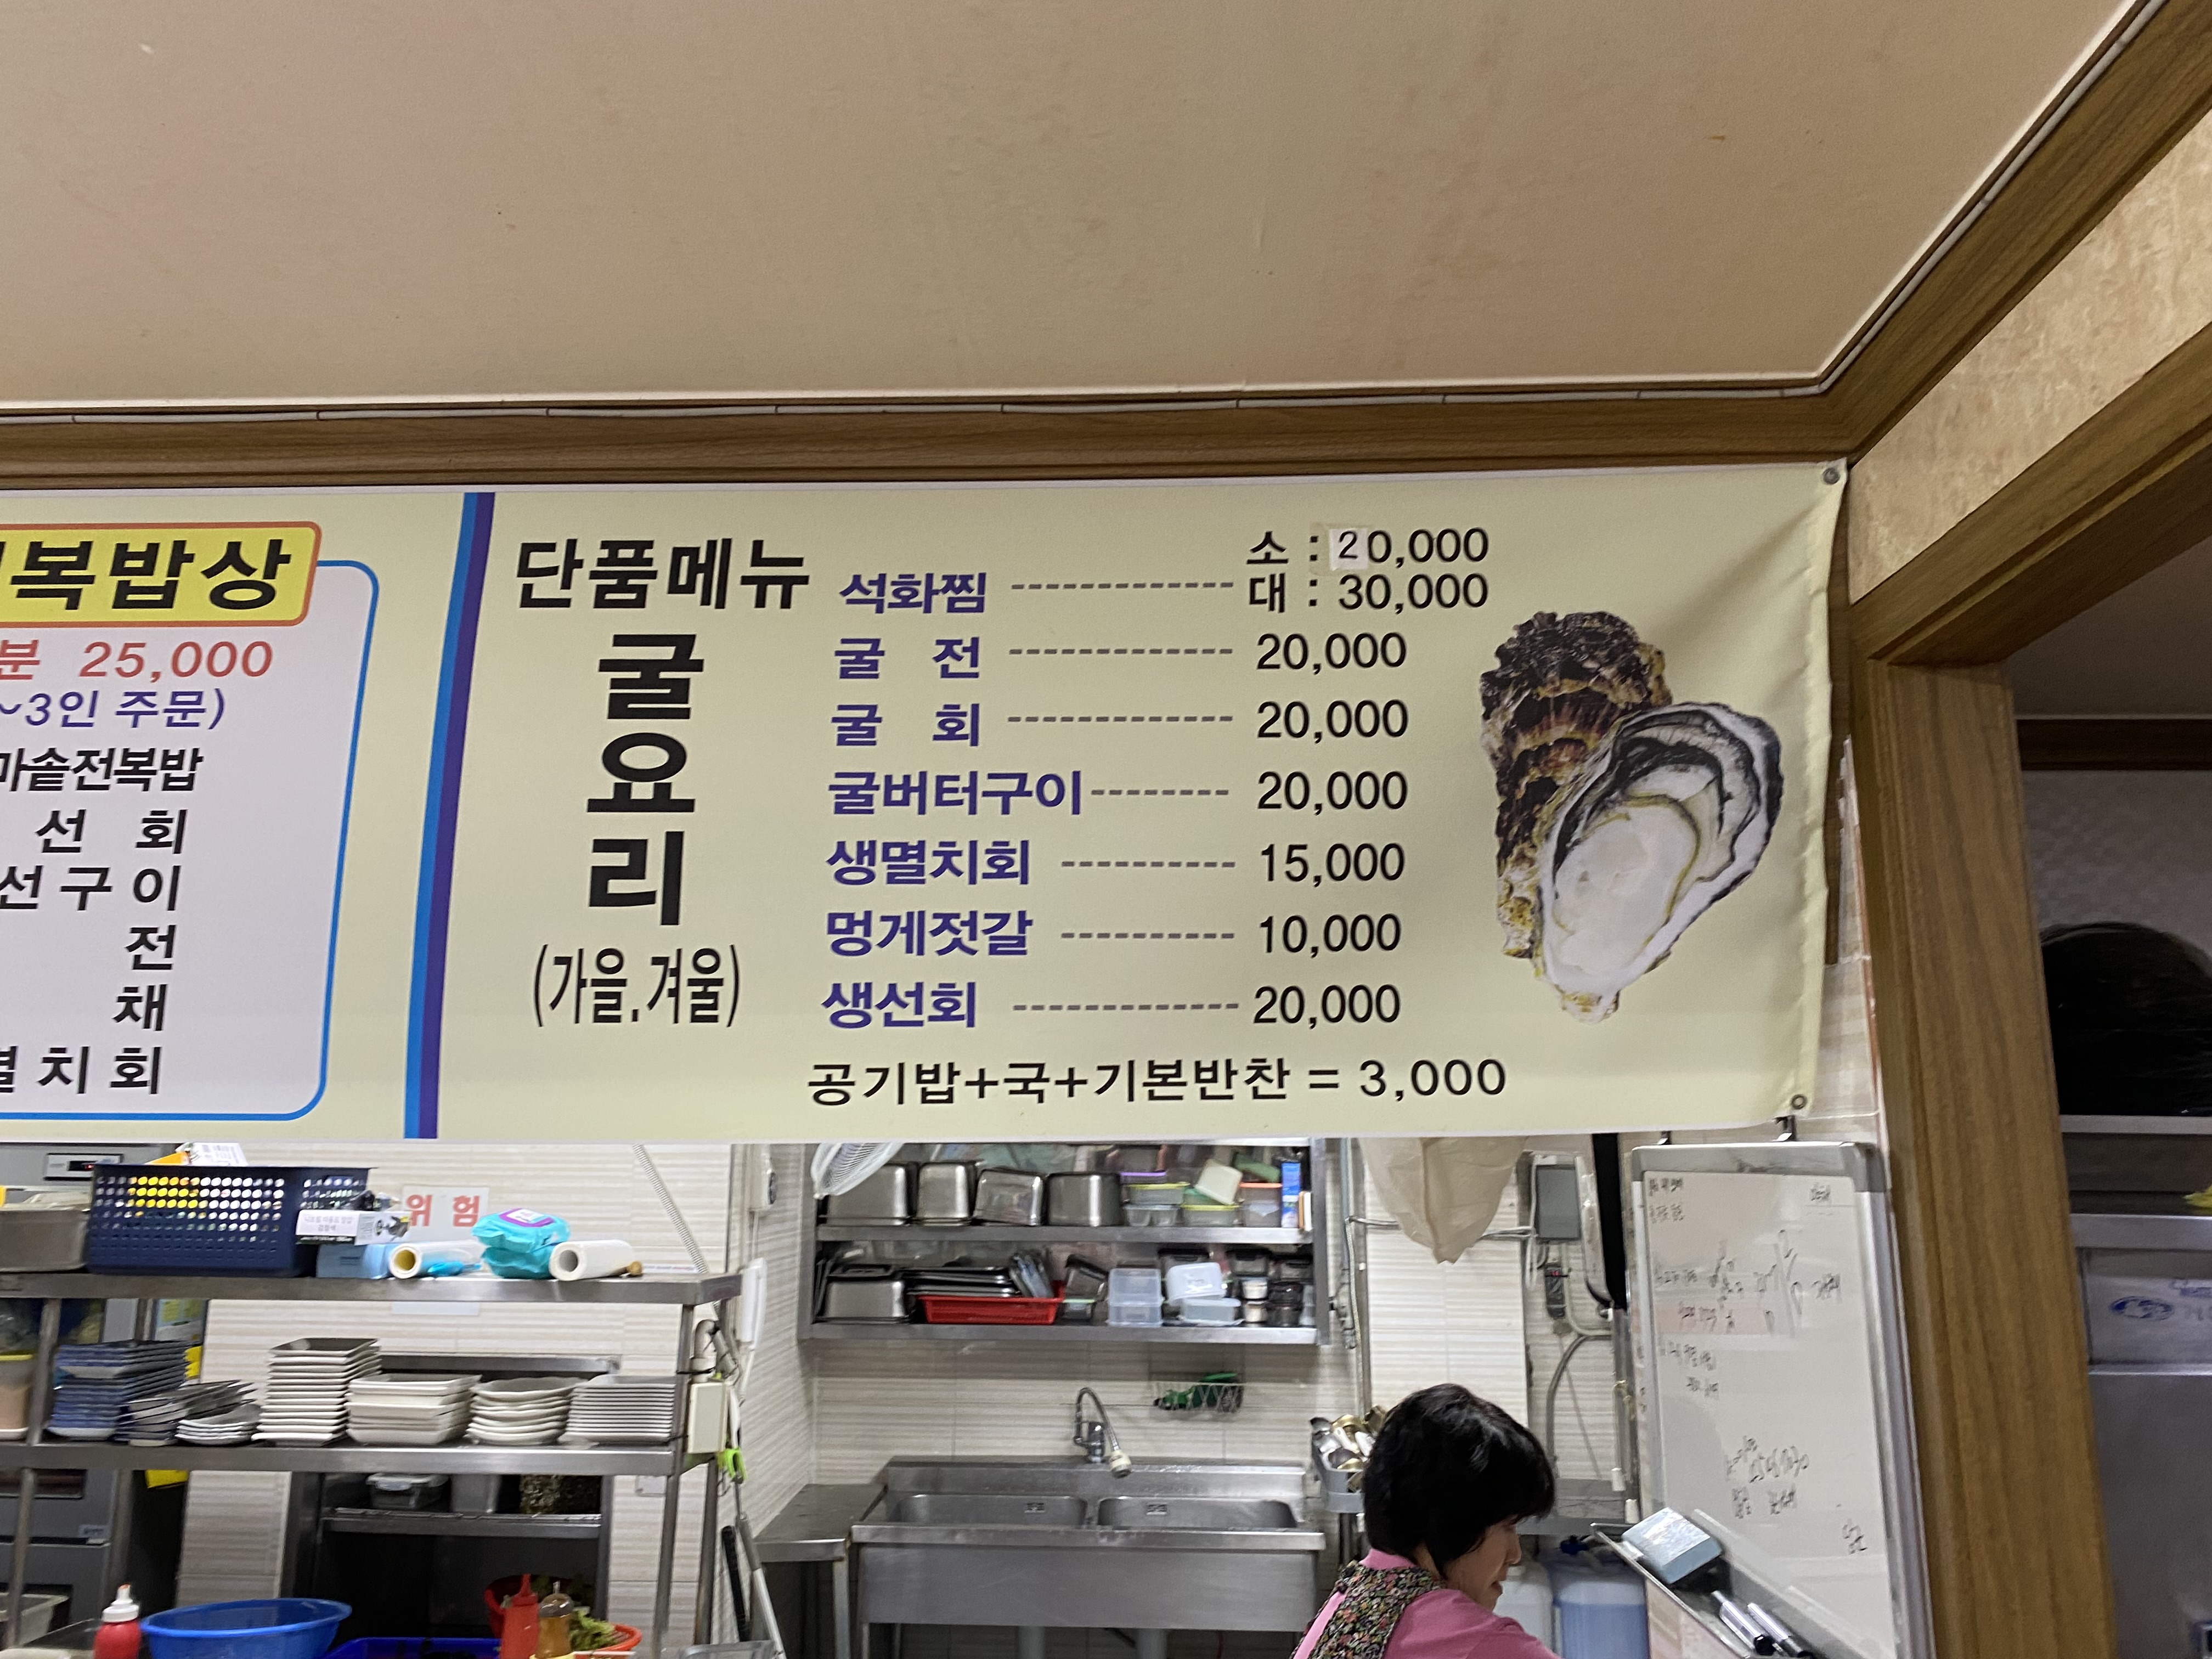 복밥상
분 25,000
~3인 주문)
마솥전복밥
선 회
선구이
전
채
멸치회
단품메뉴
굴
요
리
(가을.겨울)
석화찜 ------------- 소 : 20,000
대 : 30,000
굴 전 ------------- 20,000
굴 회 ------------- 20,000
굴버터구이-------- 20,000
생멸치회 ---------- 15,000
멍게젓갈 ---------- 10,000
생선회 ------------- 20,000
공기밥+국+기본반찬 = 3,000
위 험